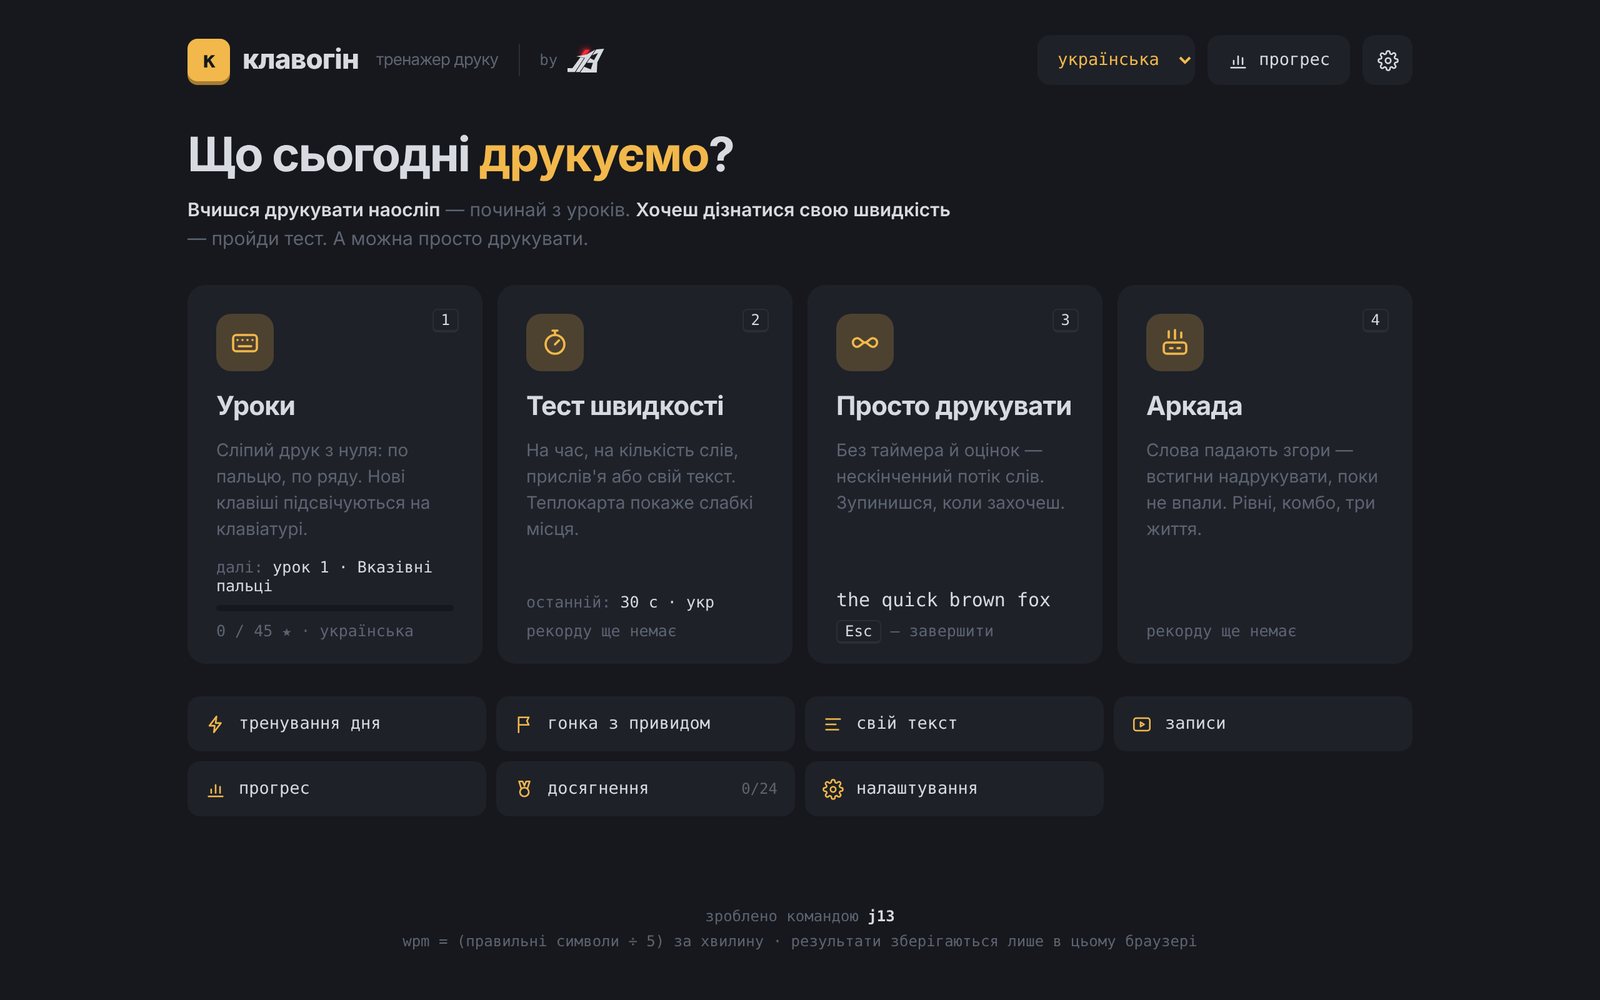 к клавогін тренажер друку by
українська прогрес
Що сьогодні друкуємо?
Вчишся друкувати наосліп — починай з уроків. Хочеш дізнатися свою швидкість
— пройди тест. А можна просто друкувати.
1
Уроки
Сліпий друк з нуля: по
пальцю, по ряду. Нові
клавіші підсвічуються на
клавіатурі.
далі: урок 1 · Вказівні
пальці
0 / 45 ★ · українська
2
Тест швидкості
На час, на кількість слів,
прислів'я або свій текст.
Теплокарта покаже слабкі
місця.
останній: 30 с · укр
рекорду ще немає
3
Просто друкувати
Без таймера й оцінок —
нескінченний потік слів.
Зупинишся, коли захочеш.
the quick brown fox
Esc — завершити
4
Аркада
Слова падають згори —
встигни надрукувати, поки
не впали. Рівні, комбо, три
життя.
рекорду ще немає
тренування дня
гонка з привидом
свій текст
записи
прогрес
досягнення 0/24
налаштування
зроблено командою j13
wpm = (правильні символи ÷ 5) за хвилину · результати зберігаються лише в цьому браузері